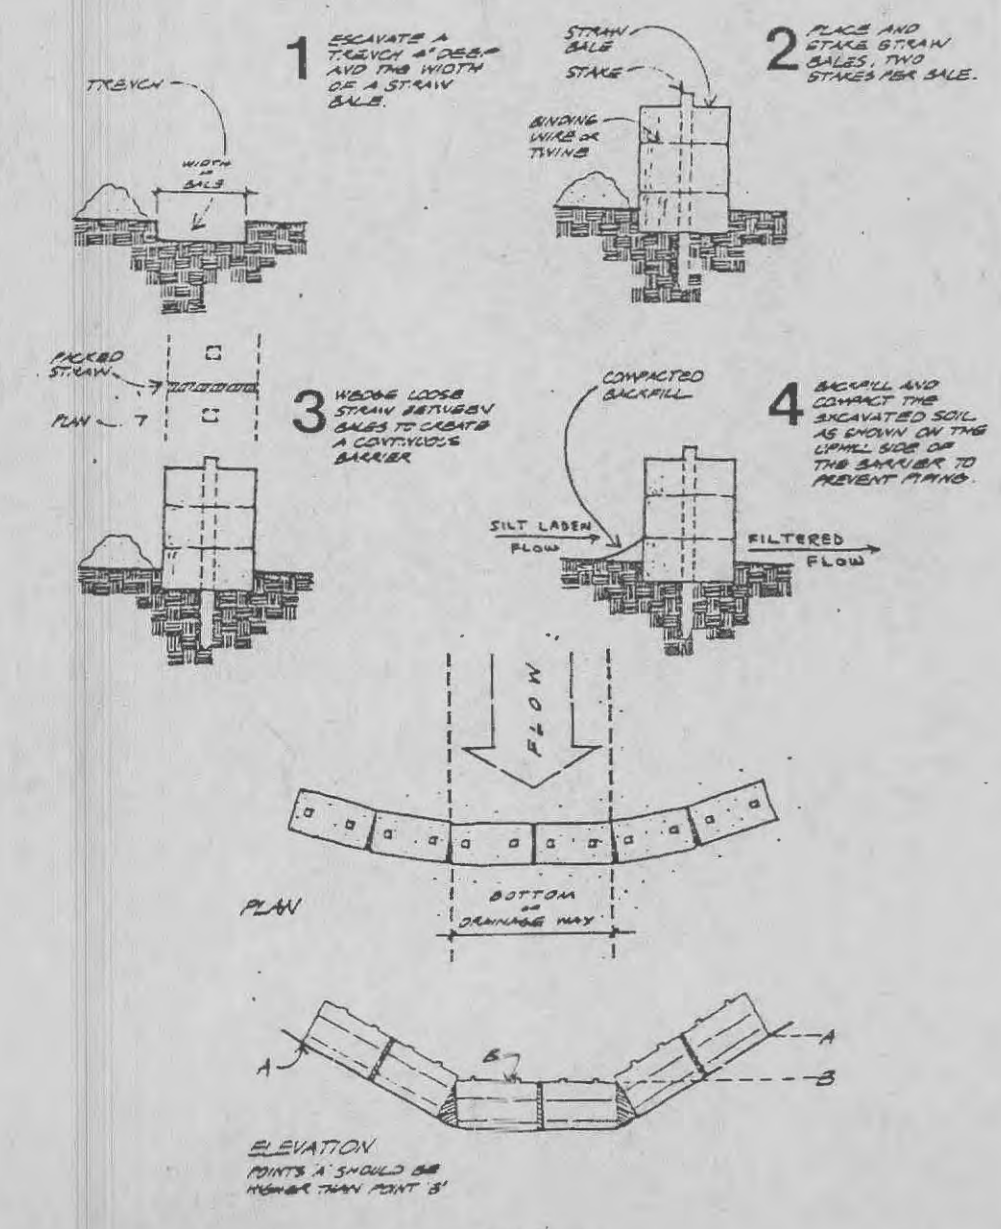 1
ESCAVATE A
TRENCH 4" DEEP
AND THE WIDTH
OF A STRAW
BALE.
TRENCH
WIDTH
OF
BALE
2
PLACE AND
STAKE STRAW
BALES, TWO
STAKES PER BALE.
STRAW
BALE
STAKE
BINDING
WIRE OR
TWINE
PACKED
STRAW
PLAN
3
WEDGE LOOSE
STRAW BETWEEN
BALES TO CREATE
A CONTINUOUS
BARRIER
4
BACKFILL AND
COMPACT THE
EXCAVATED SOIL
AS SHOWN ON THE
UPHILL SIDE OF
THE BARRIER TO
PREVENT PIPING.
COMPACTED
BACKFILL
SILT LADEN
FLOW
FILTERED
FLOW
FLOW
PLAN
BOTTOM
OF
DRAINAGE WAY
A
B
A
B
ELEVATION
POINTS 'A' SHOULD BE
HIGHER THAN POINT 'B'